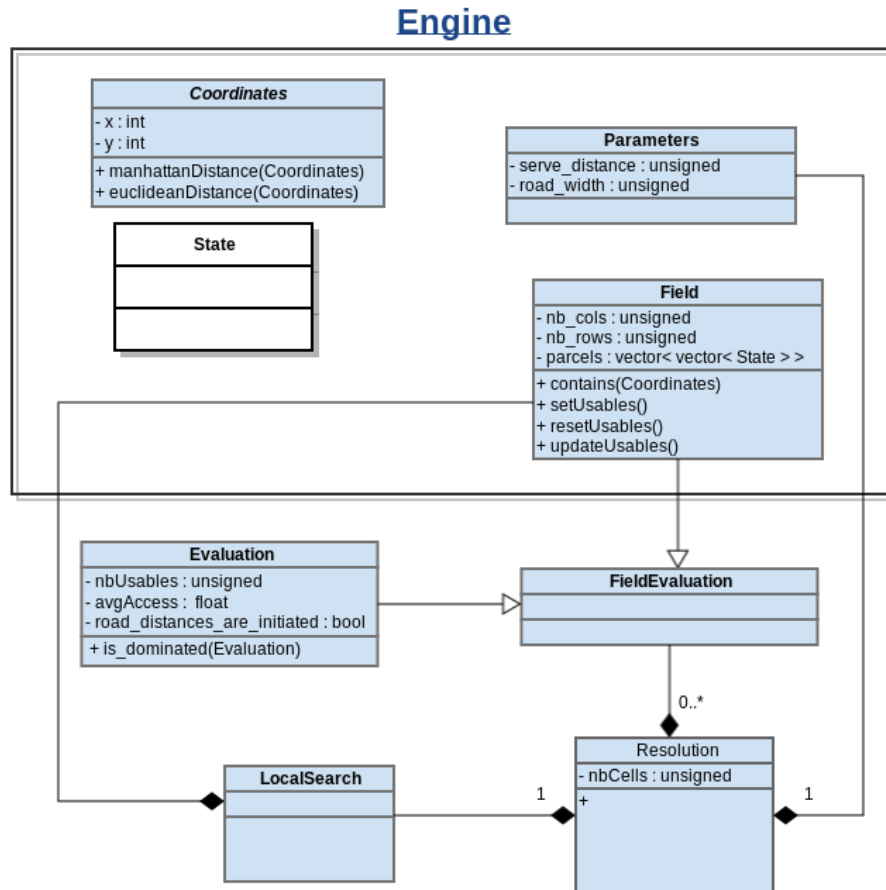 Engine
Coordinates
- x : int
- y : int
+ manhattanDistance(Coordinates)
+ euclideanDistance(Coordinates)
Parameters
- serve_distance : unsigned
- road_width : unsigned
State
Field
- nb_cols : unsigned
- nb_rows : unsigned
- parcels : vector< vector< State > >
+ contains(Coordinates)
+ setUsables()
+ resetUsables()
+ updateUsables()
Evaluation
- nbUsables : unsigned
- avgAccess : float
- road_distances_are_initiated : bool
+ is_dominated(Evaluation)
FieldEvaluation
0..*
LocalSearch
1
Resolution
- nbCells : unsigned
+
1